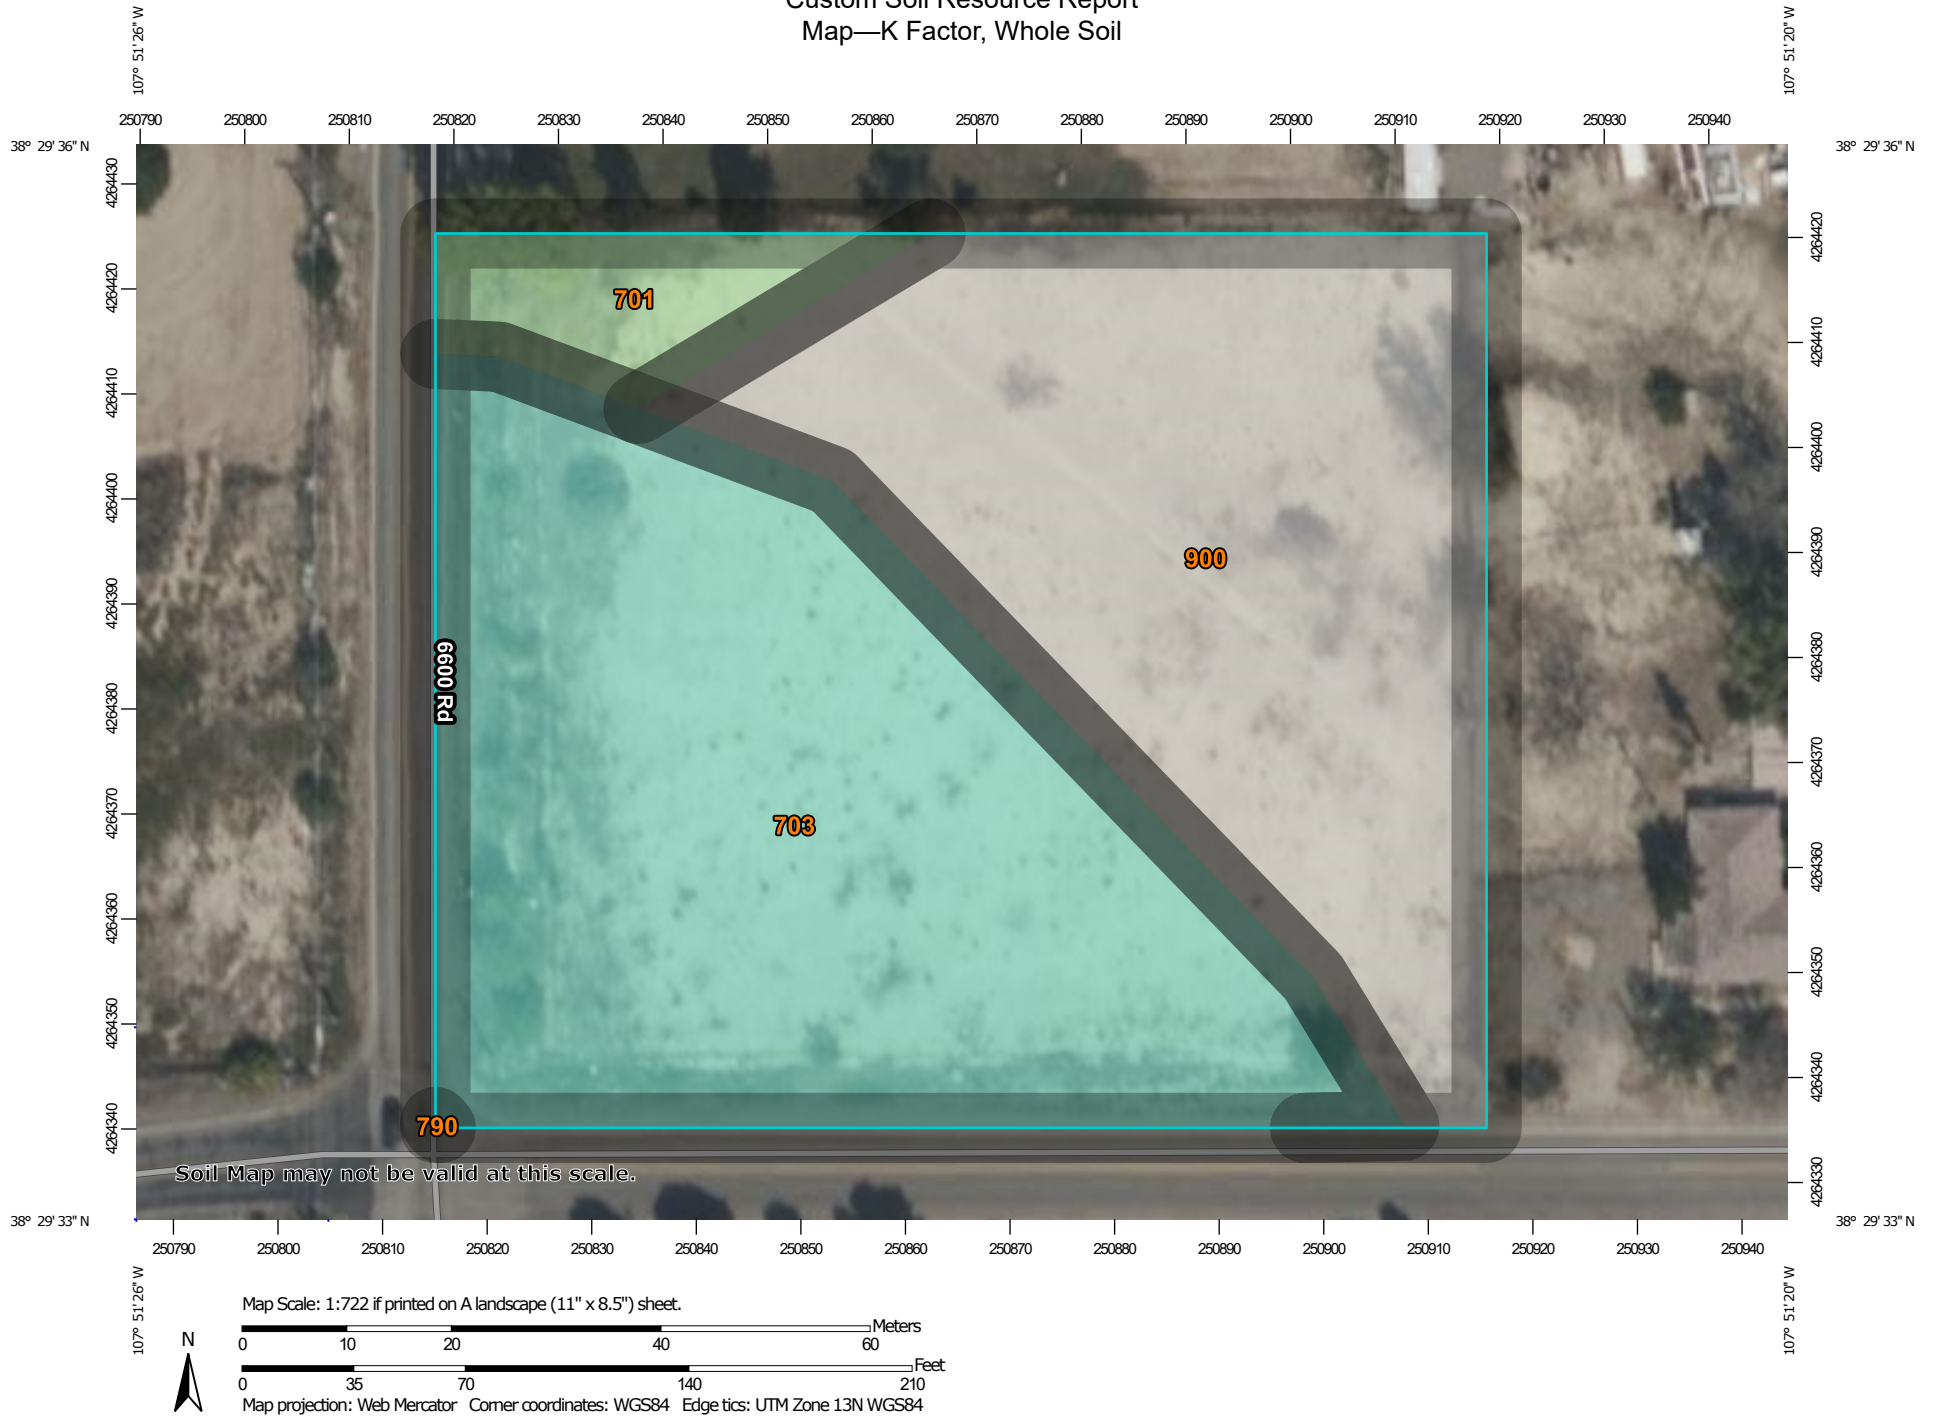 Custom Soil Resource Report
Map—K Factor, Whole Soil
107° 51' 26" W
107° 51' 20" W
250790 250800 250810 250820 250830 250840 250850 250860 250870 250880 250890 250900 250910 250920 250930 250940
38° 29' 36" N
38° 29' 36" N
4264430
4264420
4264410
4264400
4264390
4264380
4264370
4264360
4264350
4264340
4264420
4264410
4264400
4264390
4264380
4264370
4264360
4264350
4264340
4264330
701
900
6600 Rd
703
790
Soil Map may not be valid at this scale.
38° 29' 33" N
38° 29' 33" N
250790 250800 250810 250820 250830 250840 250850 250860 250870 250880 250890 250900 250910 250920 250930 250940
107° 51' 26" W
107° 51' 20" W
Map Scale: 1:722 if printed on A landscape (11" x 8.5") sheet.
Meters
0 10 20 40 60
Feet
0 35 70 140 210
N
Map projection: Web Mercator Corner coordinates: WGS84 Edge tics: UTM Zone 13N WGS84